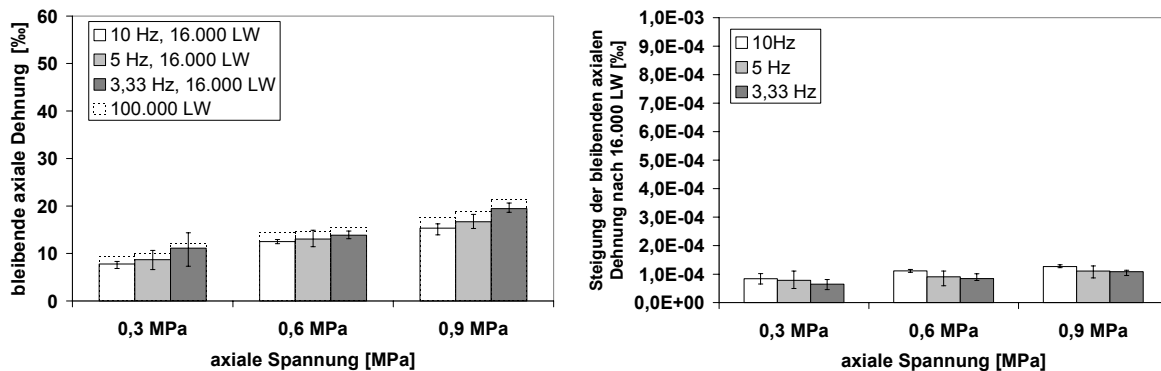 bleibende axiale Dehnung [‰]
60
50
40
30
20
10
0
10 Hz, 16.000 LW
5 Hz, 16.000 LW
3,33 Hz, 16.000 LW
100.000 LW
0,3 MPa
0,6 MPa
0,9 MPa
axiale Spannung [MPa]
Steigung der bleibenden axialen
Dehnung nach 16.000 LW [‰]
1,0E-03
9,0E-04
8,0E-04
7,0E-04
6,0E-04
5,0E-04
4,0E-04
3,0E-04
2,0E-04
1,0E-04
0,0E+00
10Hz
5 Hz
3,33 Hz
0,3 MPa
0,6 MPa
0,9 MPa
axiale Spannung [MPa]